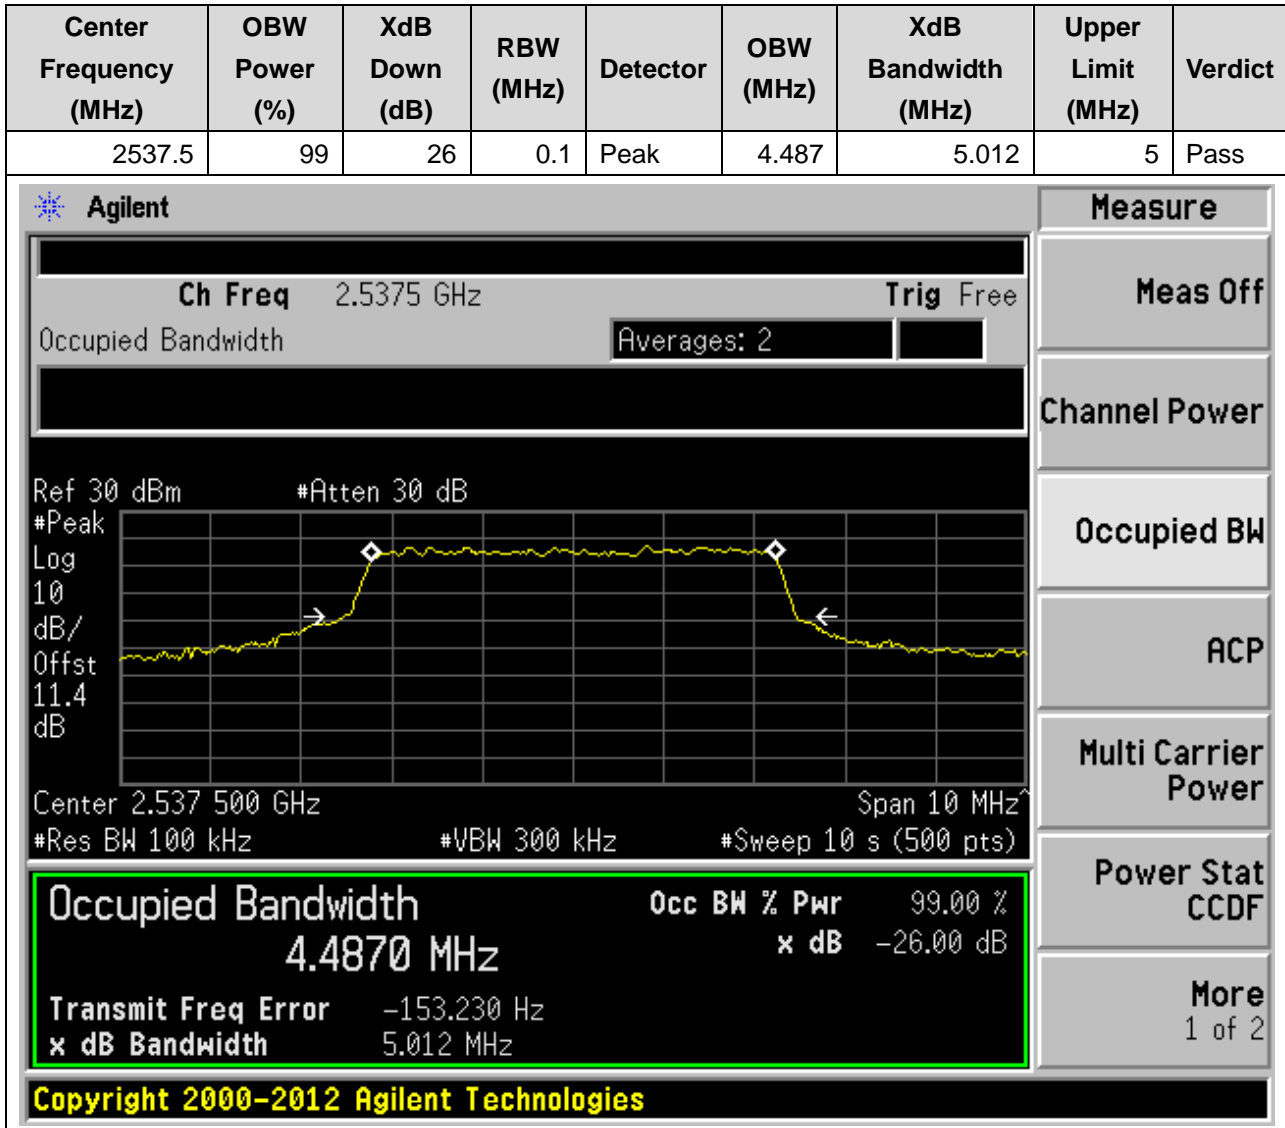 Center Frequency (MHz) OBW Power (%) XdB Down (dB) RBW (MHz) Detector OBW (MHz) XdB Bandwidth (MHz) Upper Limit (MHz) Verdict
2537.5 99 26 0.1 Peak 4.487 5.012 5 Pass
Agilent
Measure
Ch Freq 2.5375 GHz Trig Free
Meas Off
Occupied Bandwidth Averages: 2
Channel Power
Ref 30 dBm #Atten 30 dB
#Peak
Log
10
dB/
Offst
11.4
dB
Occupied BW
ACP
Multi Carrier
Power
Center 2.537 500 GHz Span 10 MHz^
#Res BW 100 kHz #VBW 300 kHz #Sweep 10 s (500 pts)
Power Stat
CCDF
Occupied Bandwidth Occ BW % Pwr 99.00 %
4.4870 MHz x dB -26.00 dB
Transmit Freq Error -153.230 Hz
x dB Bandwidth 5.012 MHz
More
1 of 2
Copyright 2000-2012 Agilent Technologies